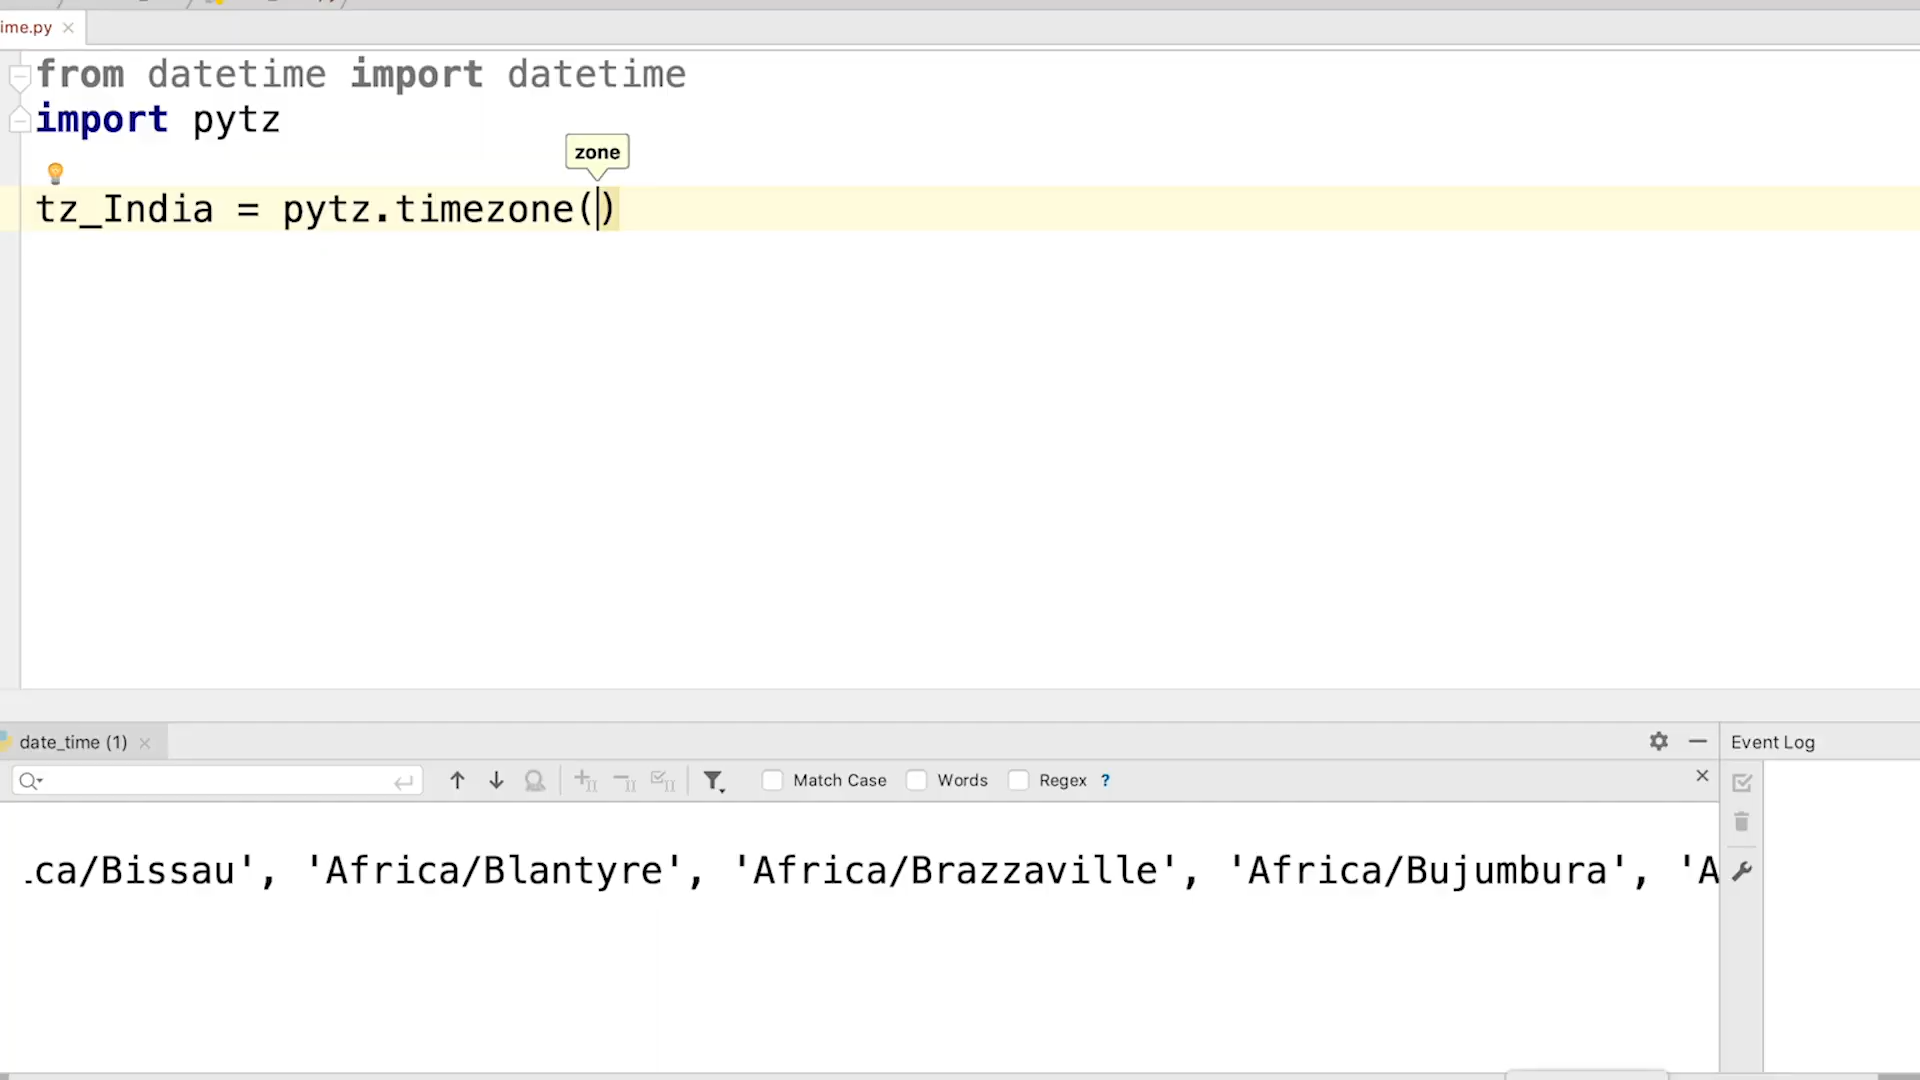 ime.py
from datetime import datetime
import pytz
zone
tz_India = pytz.timezone()
date_time (1)
Event Log
Match Case
Words
Regex ?
ca/Bissau', 'Africa/Blantyre', 'Africa/Brazzaville', 'Africa/Bujumbura', 'A